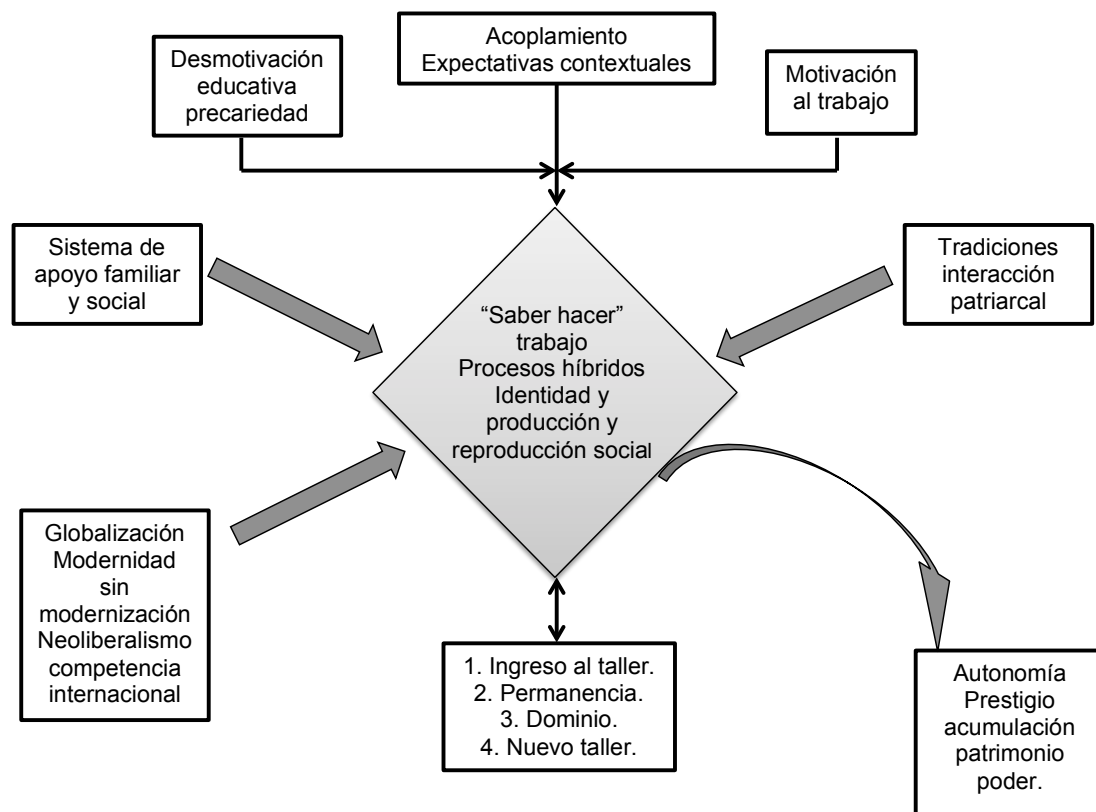 Desmotivación
educativa
precariedad
Acoplamiento
Expectativas contextuales
Motivación
al trabajo
Sistema de
apoyo familiar
y social
Tradiciones
interacción
patriarcal
“Saber hacer”
trabajo
Procesos híbridos
Identidad y
producción y
reproducción social
Globalización
Modernidad
sin
modernización
Neoliberalismo
competencia
internacional
1. Ingreso al taller.
2. Permanencia.
3. Dominio.
4. Nuevo taller.
Autonomía
Prestigio
acumulación
patrimonio
poder.